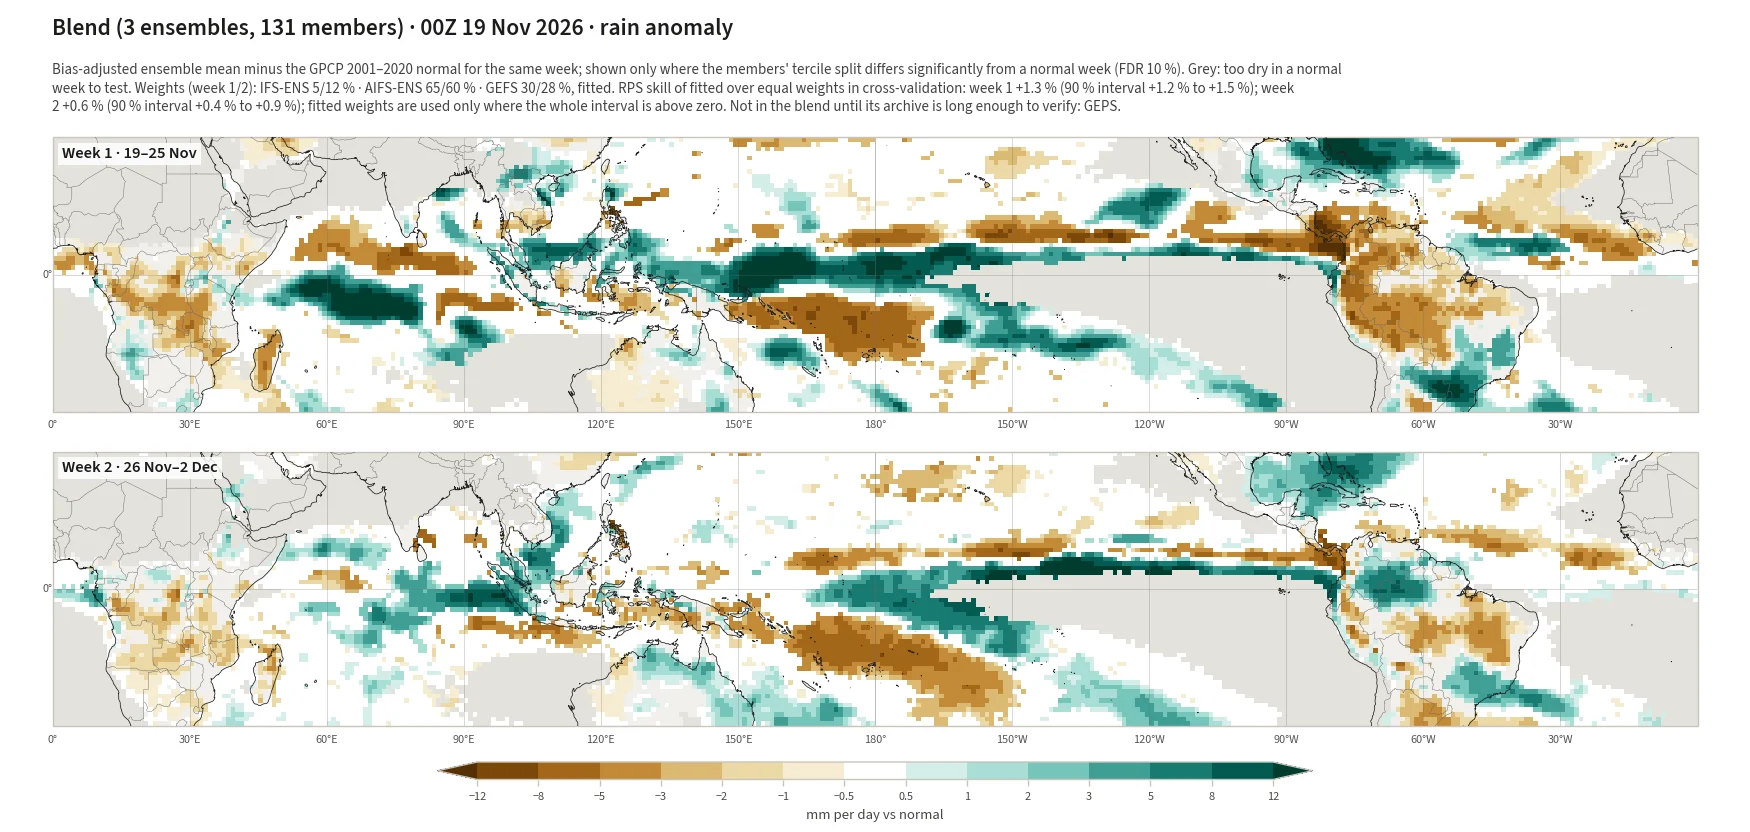 Blend (3 ensembles, 131 members) · 00Z 19 Nov 2026 · rain anomaly
Bias-adjusted ensemble mean minus the GPCP 2001–2020 normal for the same week; shown only where the members' tercile split differs significantly from a normal week (FDR 10 %). Grey: too dry in a normal
week to test. Weights (week 1/2): IFS-ENS 5/12 % · AIFS-ENS 65/60 % · GEFS 30/28 %, fitted. RPS skill of fitted over equal weights in cross-validation: week 1 +1.3 % (90 % interval +1.2 % to +1.5 %); week
2 +0.6 % (90 % interval +0.4 % to +0.9 %); fitted weights are used only where the whole interval is above zero. Not in the blend until its archive is long enough to verify: GEPS.
Week 1 · 19–25 Nov
0°
0° 30°E 60°E 90°E 120°E 150°E 180° 150°W 120°W 90°W 60°W 30°W
Week 2 · 26 Nov–2 Dec
0°
0° 30°E 60°E 90°E 120°E 150°E 180° 150°W 120°W 90°W 60°W 30°W
−12 −8 −5 −3 −2 −1 −0.5 0.5 1 2 3 5 8 12
mm per day vs normal